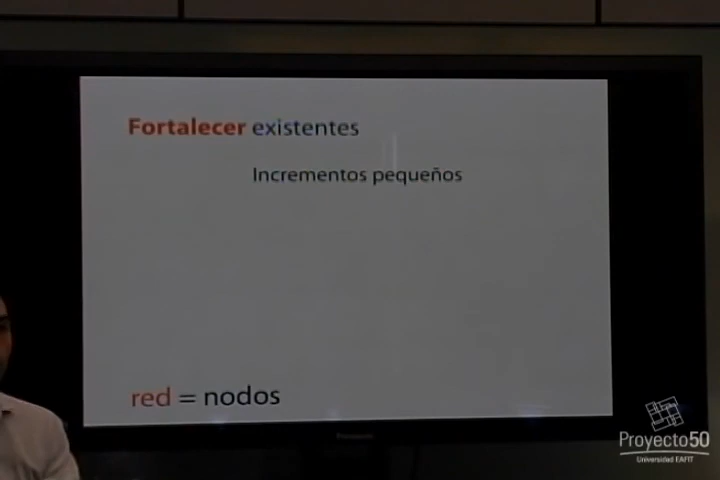 Fortalecer existentes
Incrementos pequeños
red = nodos
Proyecto50
Universidad EAFIT